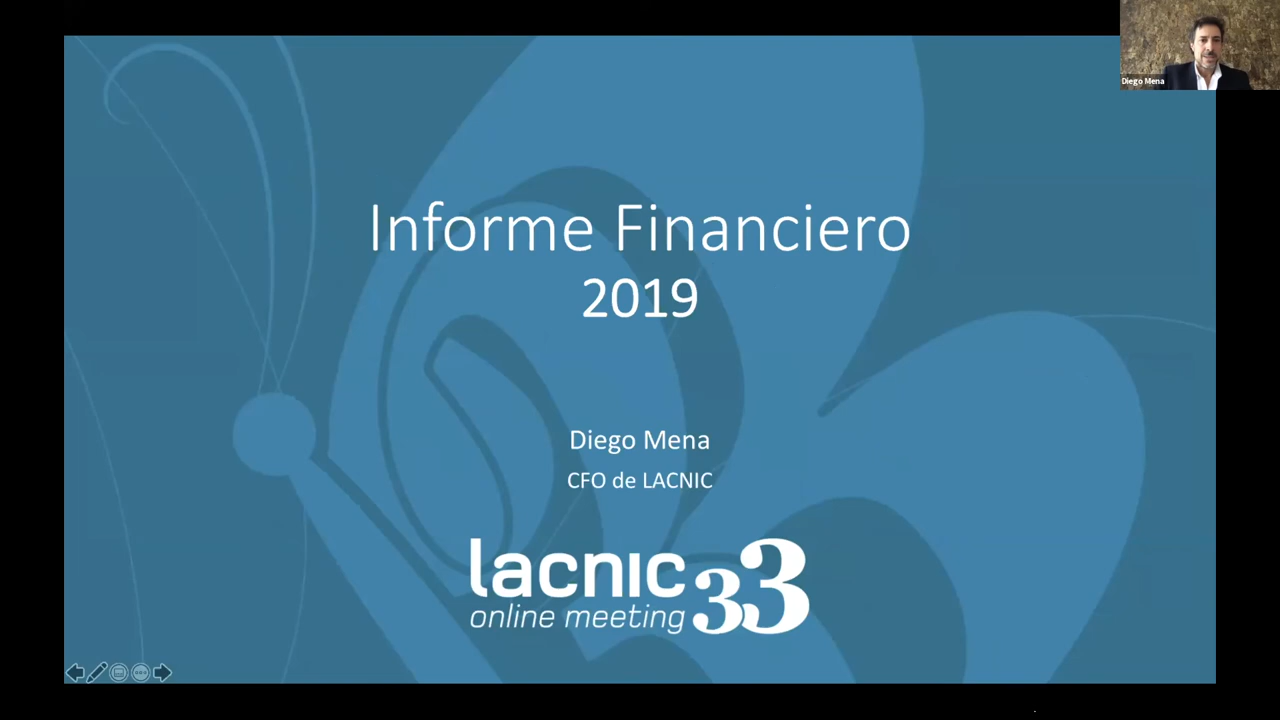 Diego Mena
Informe Financiero
2019
Diego Mena
CFO de LACNIC
lacnic 33
online meeting